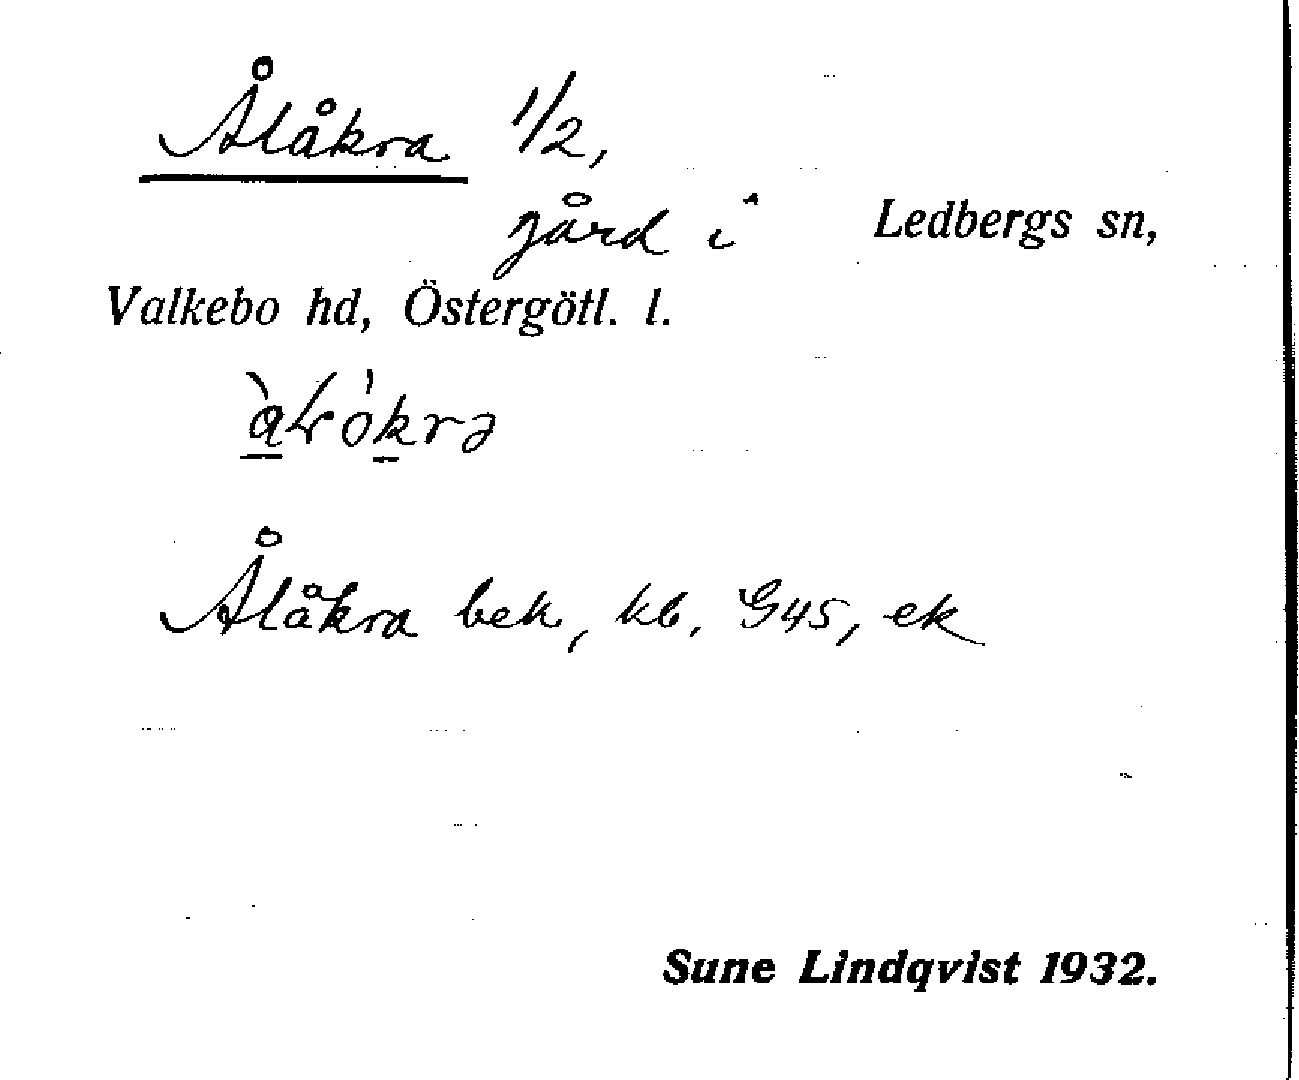 Ålåkra 1/2,
gård i Ledbergs sn,
Valkebo hd, Östergötl. l.
Ålåkra bek, kb. G45, ek
Sune Lindqvist 1932.